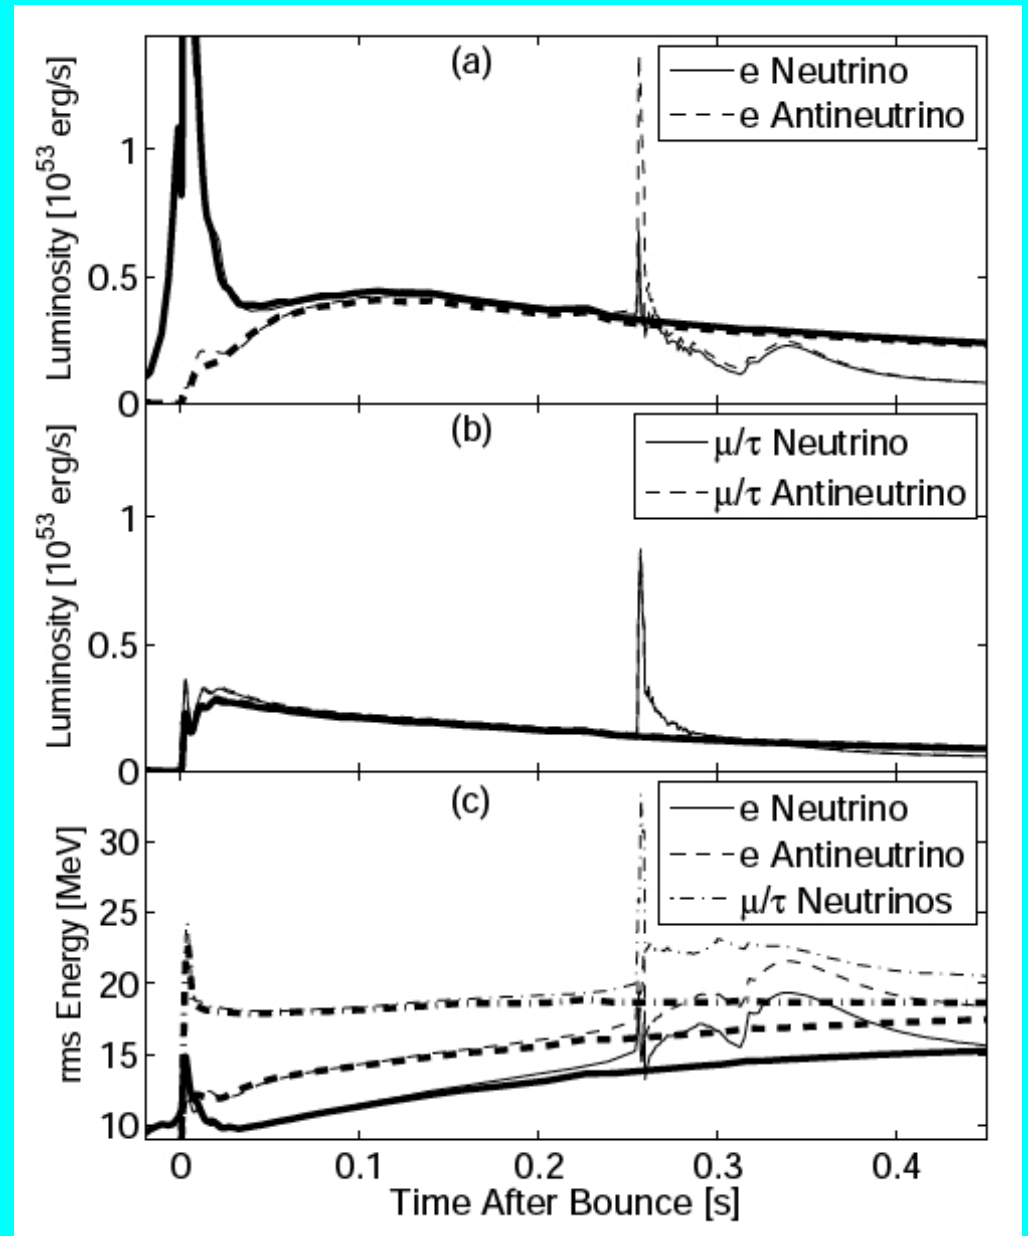 (a)
e Neutrino
e Antineutrino
Luminosity [10^53 erg/s]
1
0.5
0
(b)
μ/τ Neutrino
μ/τ Antineutrino
Luminosity [10^53 erg/s]
1
0.5
0
(c)
e Neutrino
e Antineutrino
μ/τ Neutrinos
rms Energy [MeV]
30
25
20
15
10
0 0.1 0.2 0.3 0.4
Time After Bounce [s]